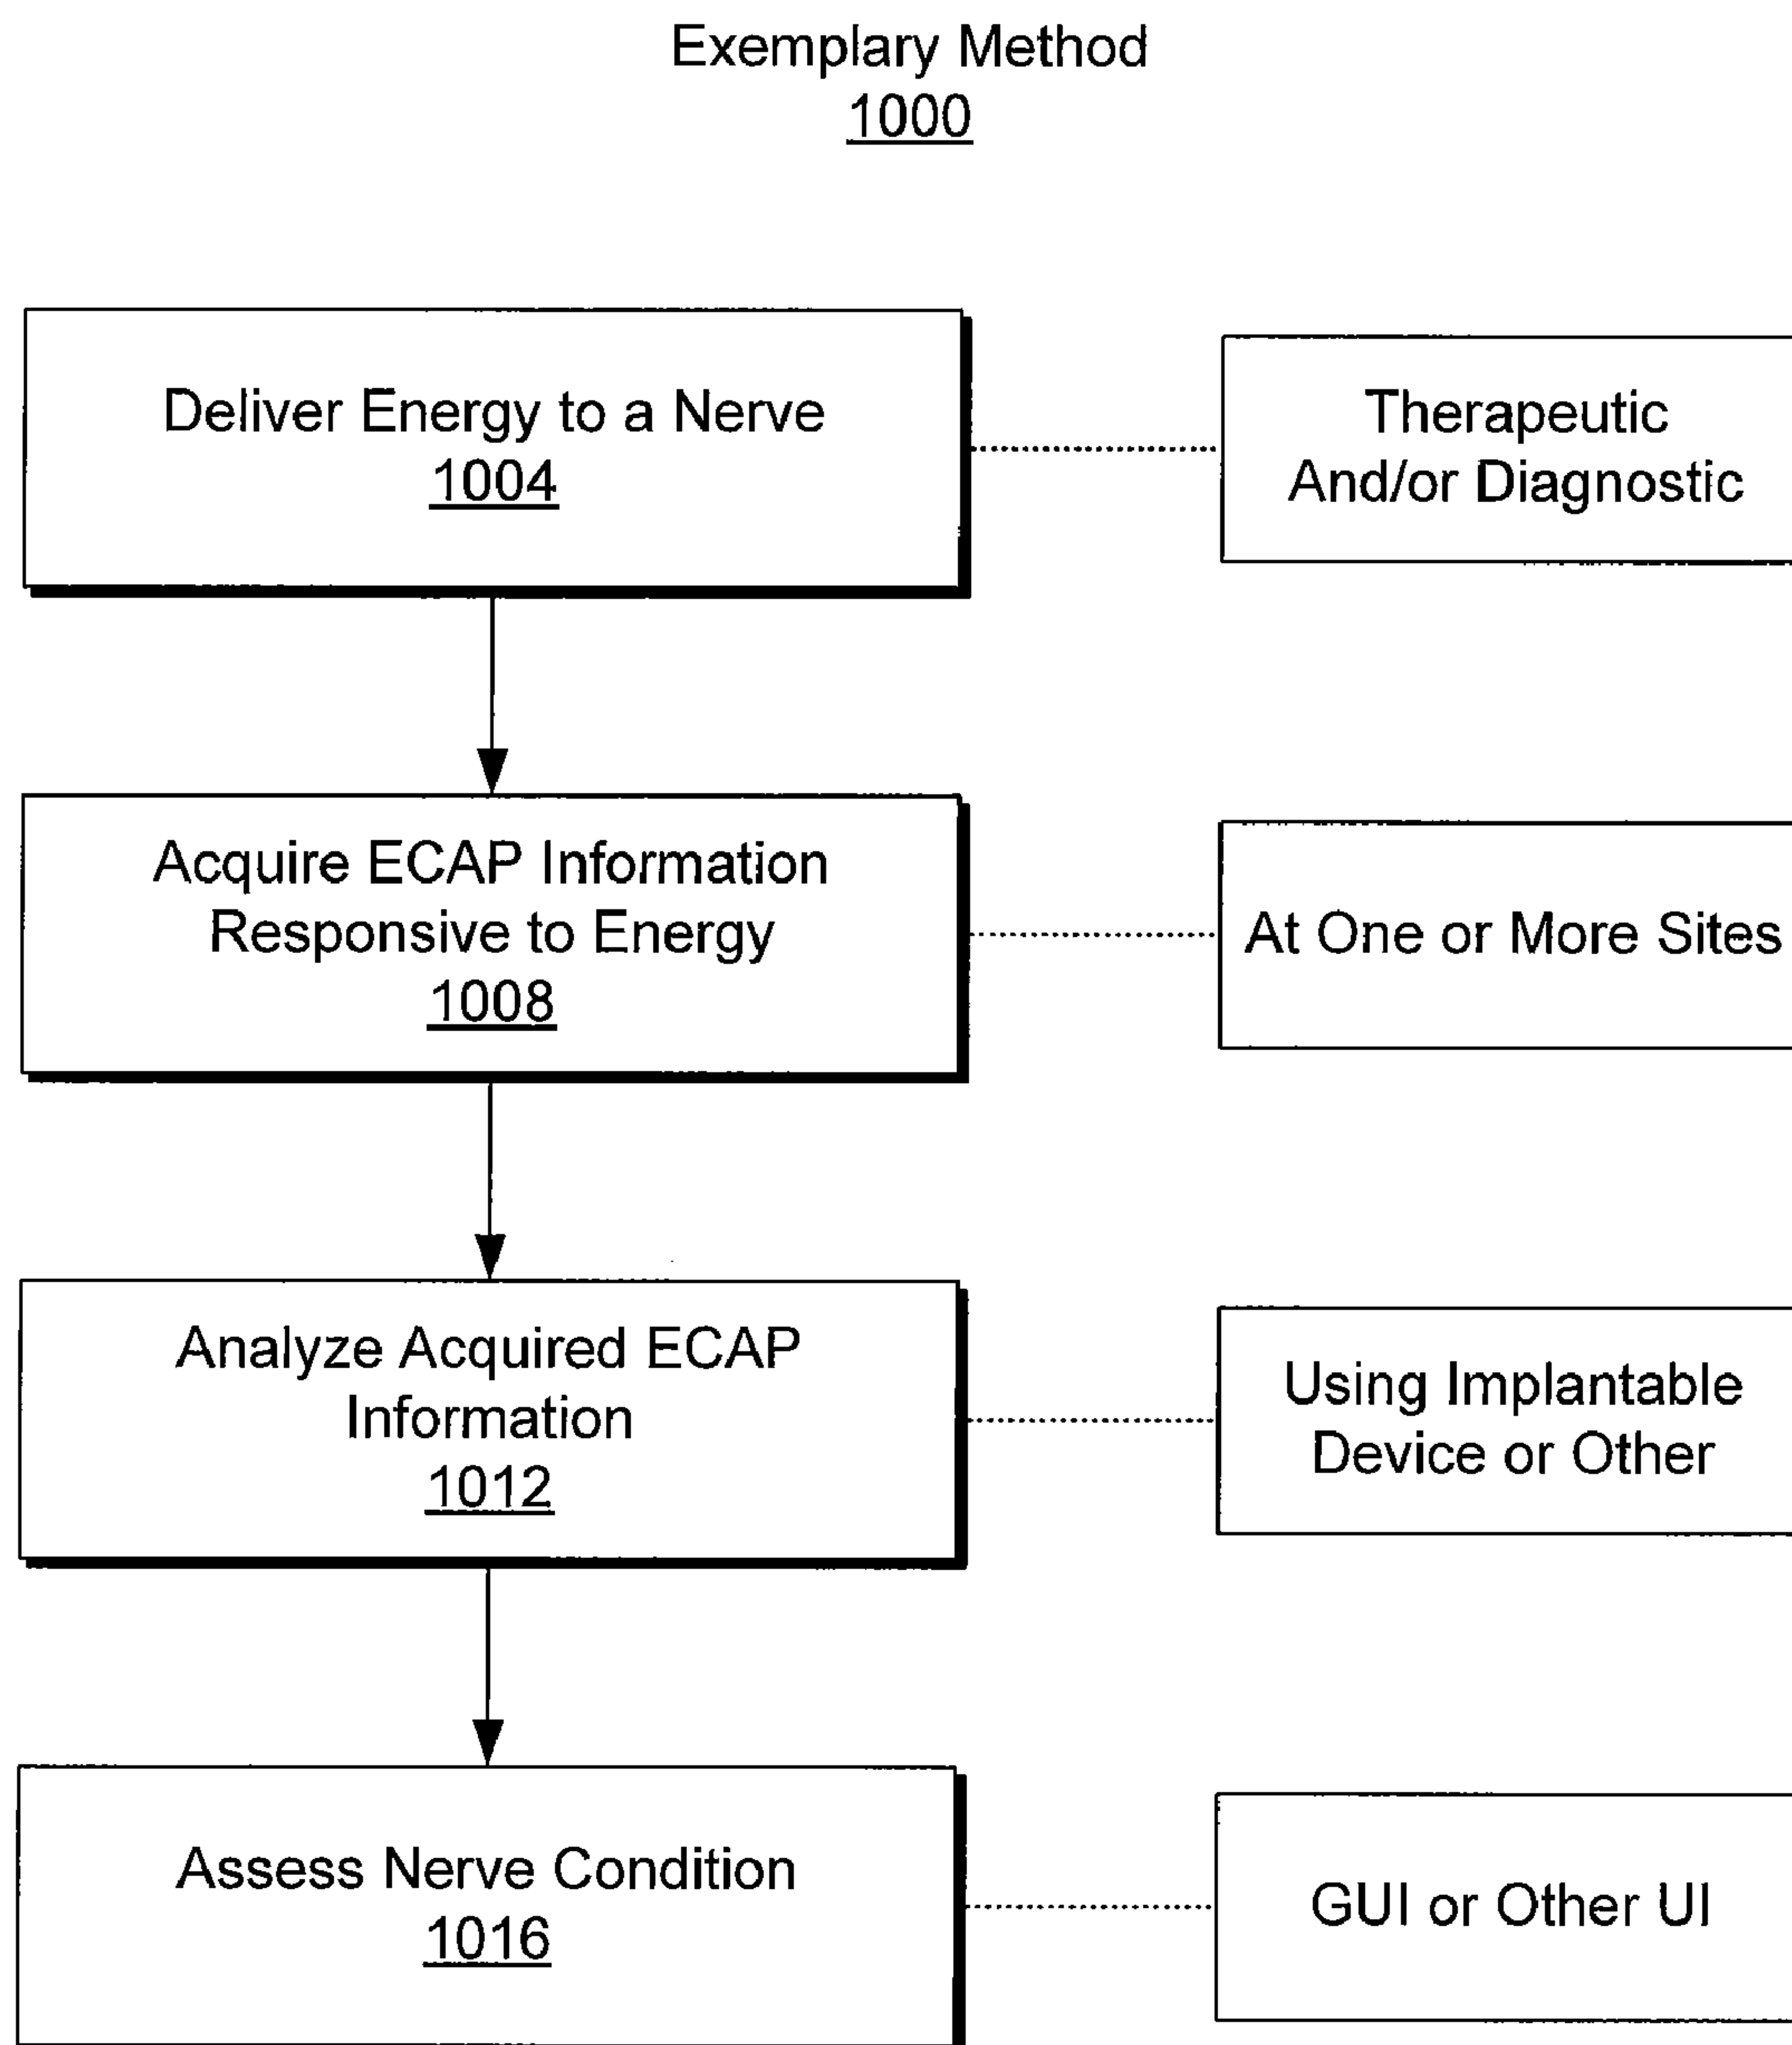 Exemplary Method
1000
Deliver Energy to a Nerve
1004
Therapeutic
And/or Diagnostic
Acquire ECAP Information
Responsive to Energy
1008
At One or More Sites
Analyze Acquired ECAP
Information
1012
Using Implantable
Device or Other
Assess Nerve Condition
1016
GUI or Other UI